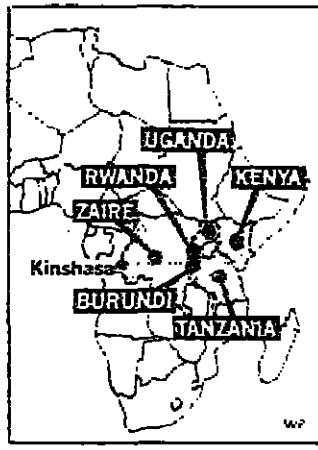 UGANDA
RWANDA
KENYA
ZAIRE
Kinshasa
BURUNDI
TANZANIA